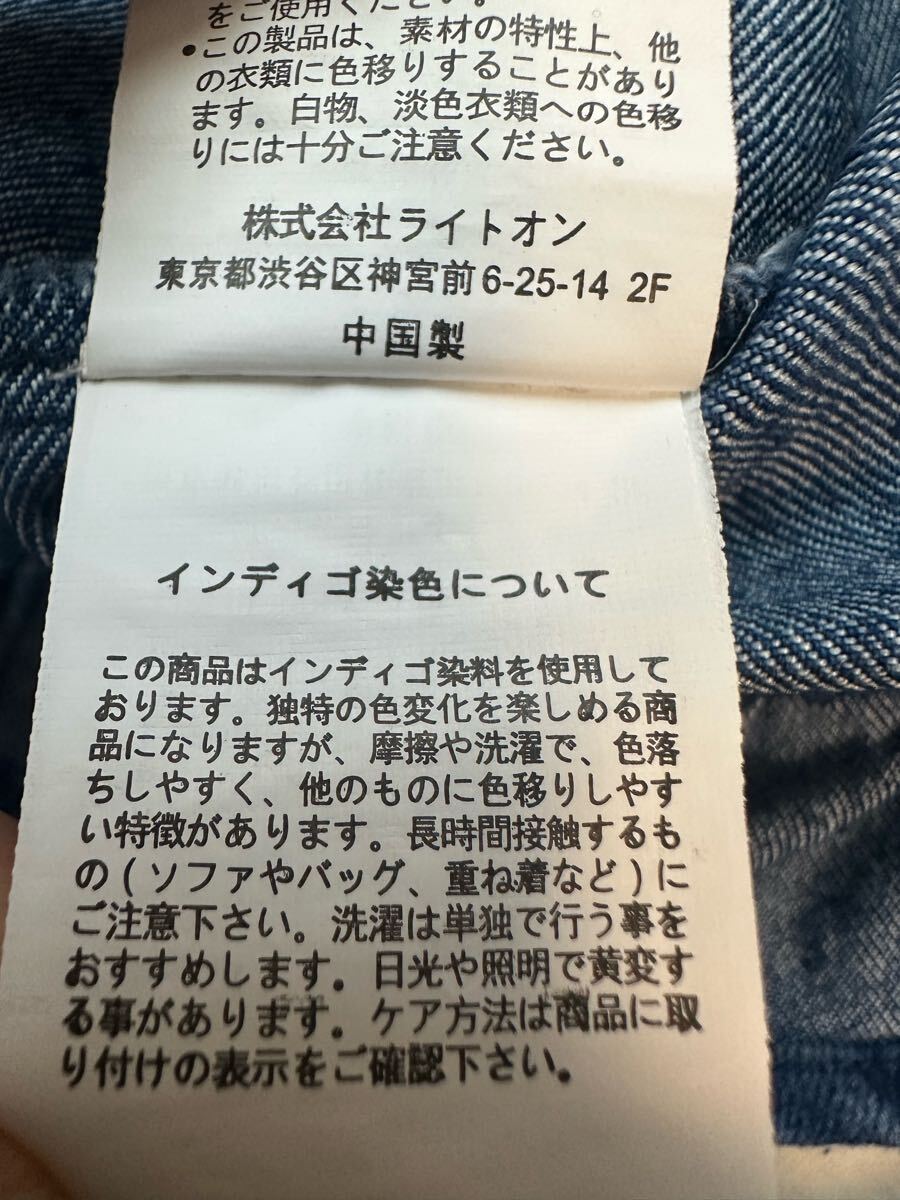 をご使用ください。
•この製品は、素材の特性上、他
の衣類に色移りすることがあり
ます。白物、淡色衣類への色移
りには十分ご注意ください。
株式会社ライトオン
東京都渋谷区神宮前6-25-14 2F
中国製
インディゴ染色について
この商品はインディゴ染料を使用して
おります。独特の色変化を楽しめる商
品になりますが、摩擦や洗濯で、色落
ちしやすく、他のものに色移りしやす
い特徴があります。長時間接触するも
の(ソファやバッグ、重ね着など)に
ご注意下さい。洗濯は単独で行う事を
おすすめします。日光や照明で黄変す
る事があります。ケア方法は商品に取
り付けの表示をご確認下さい。